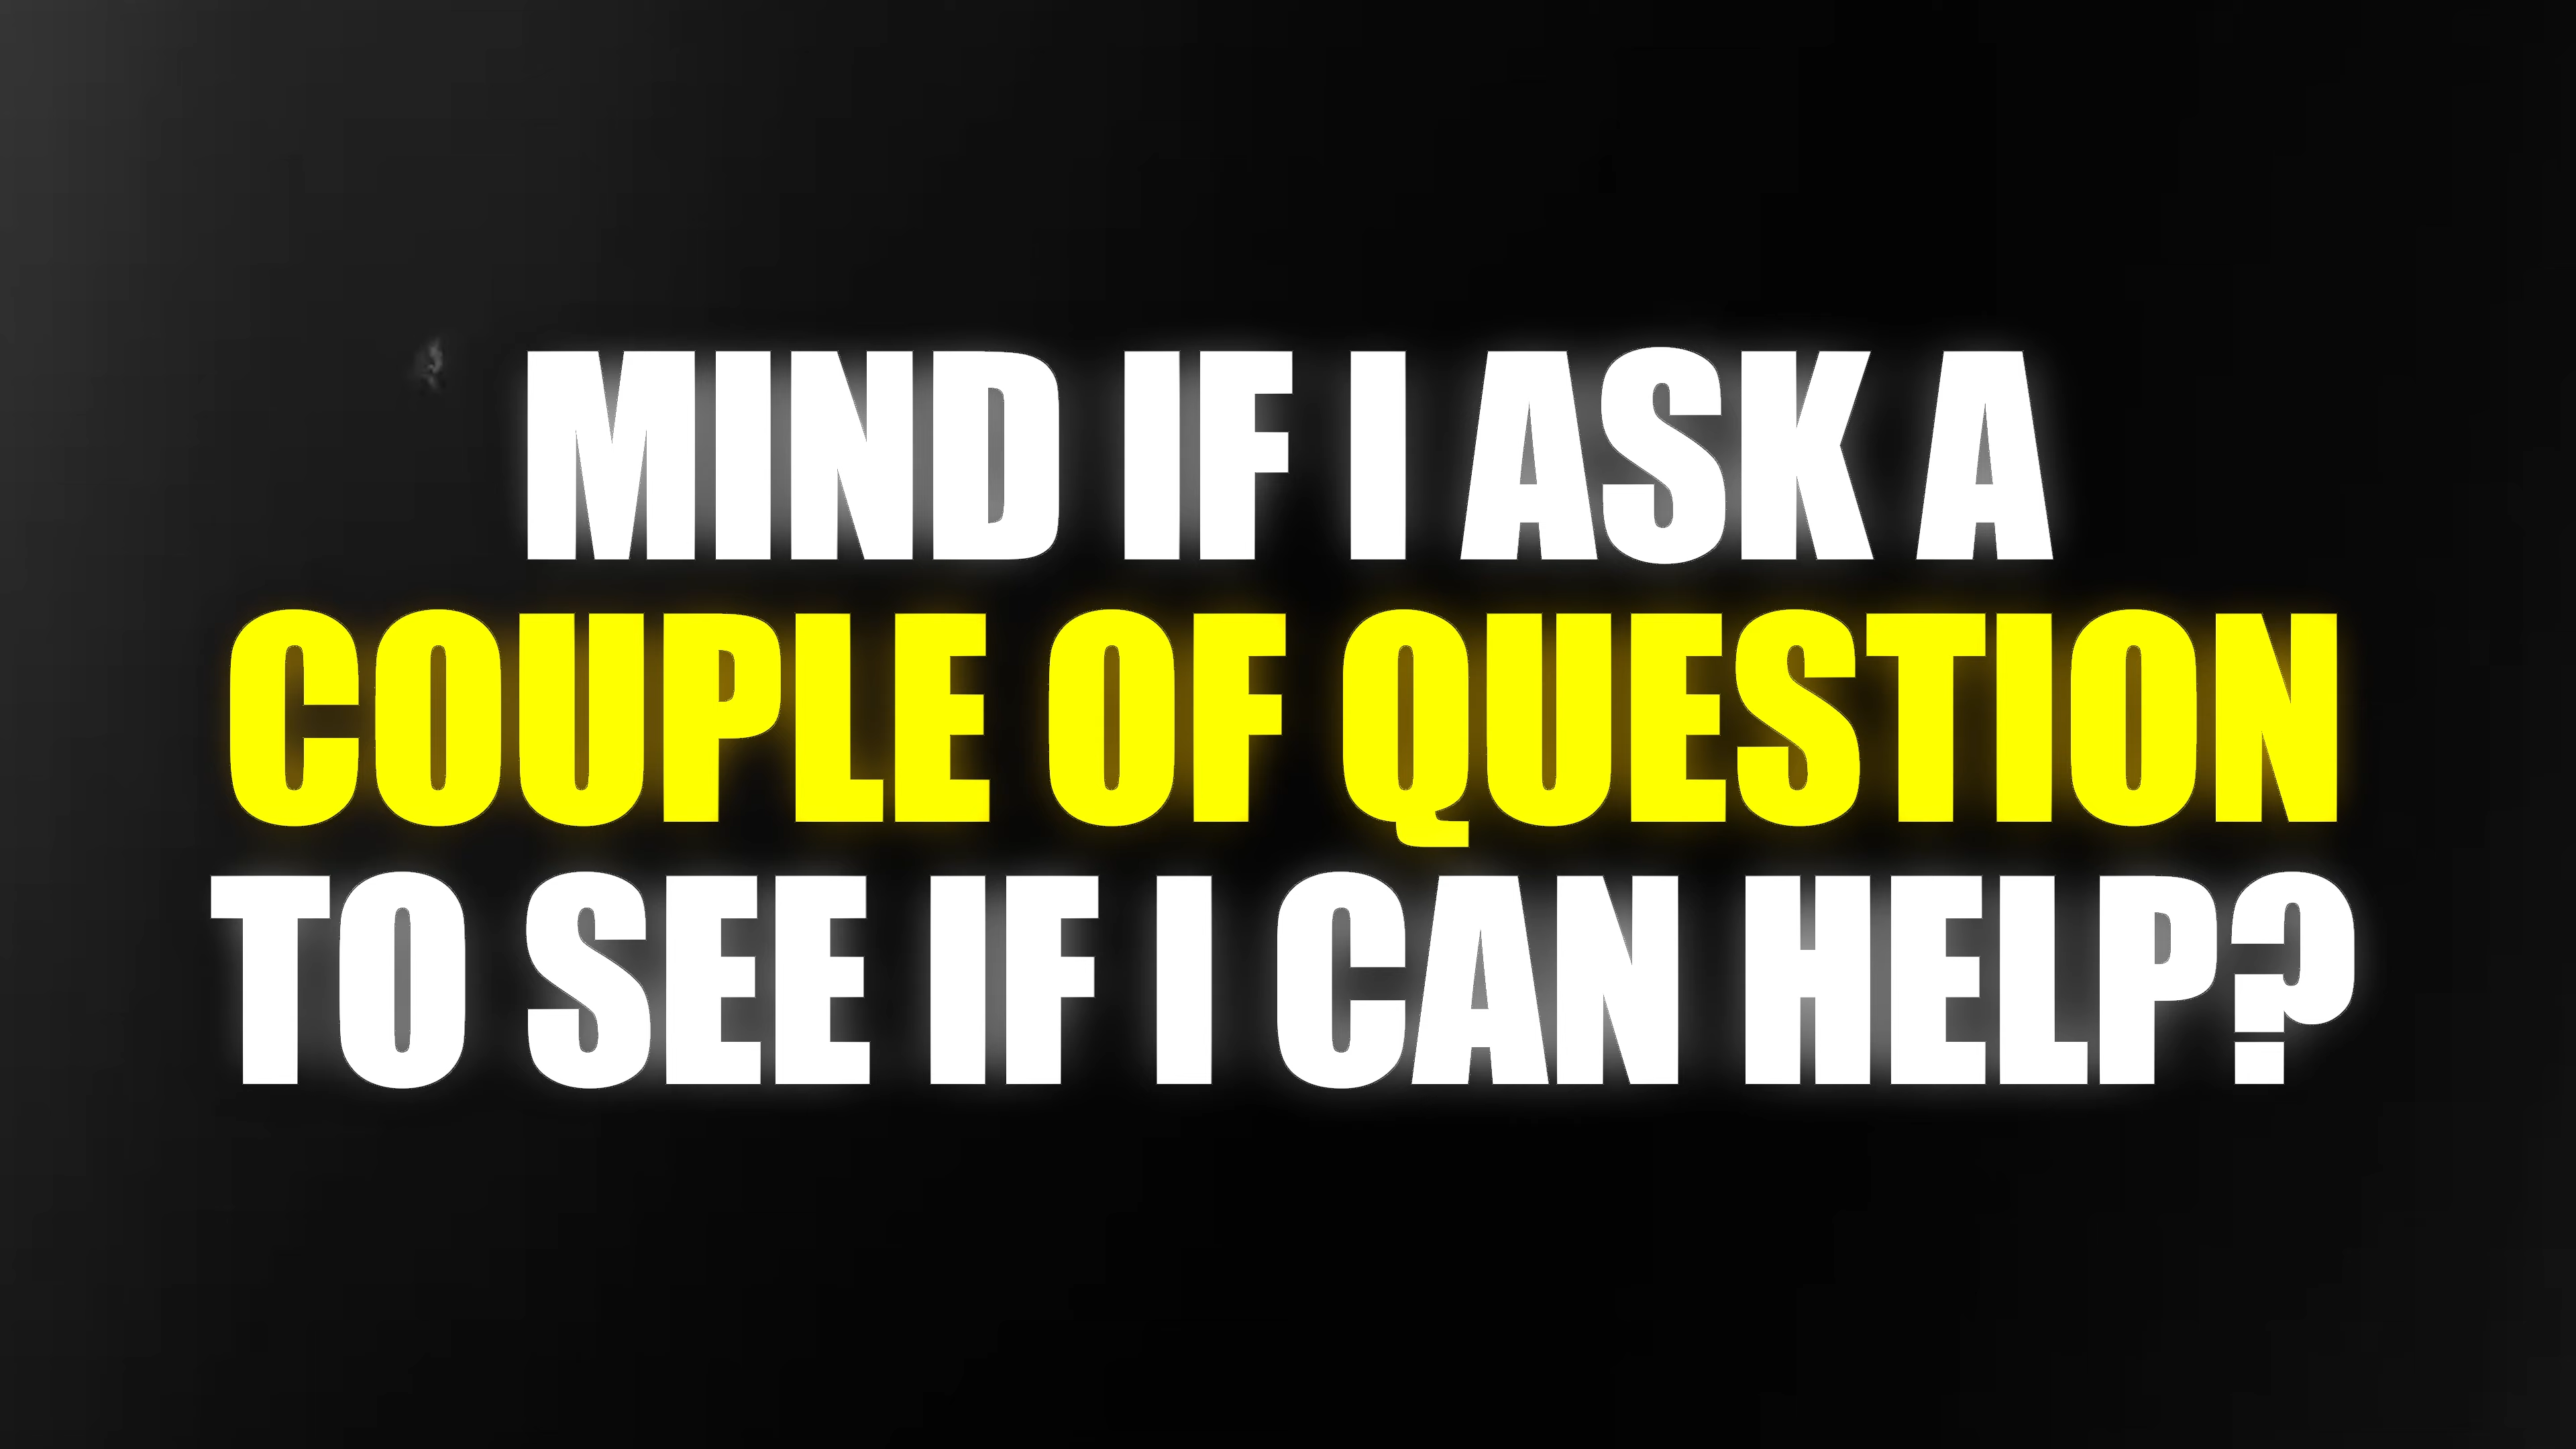 MIND IF I ASK A
COUPLE OF QUESTION
TO SEE IF I CAN HELP?